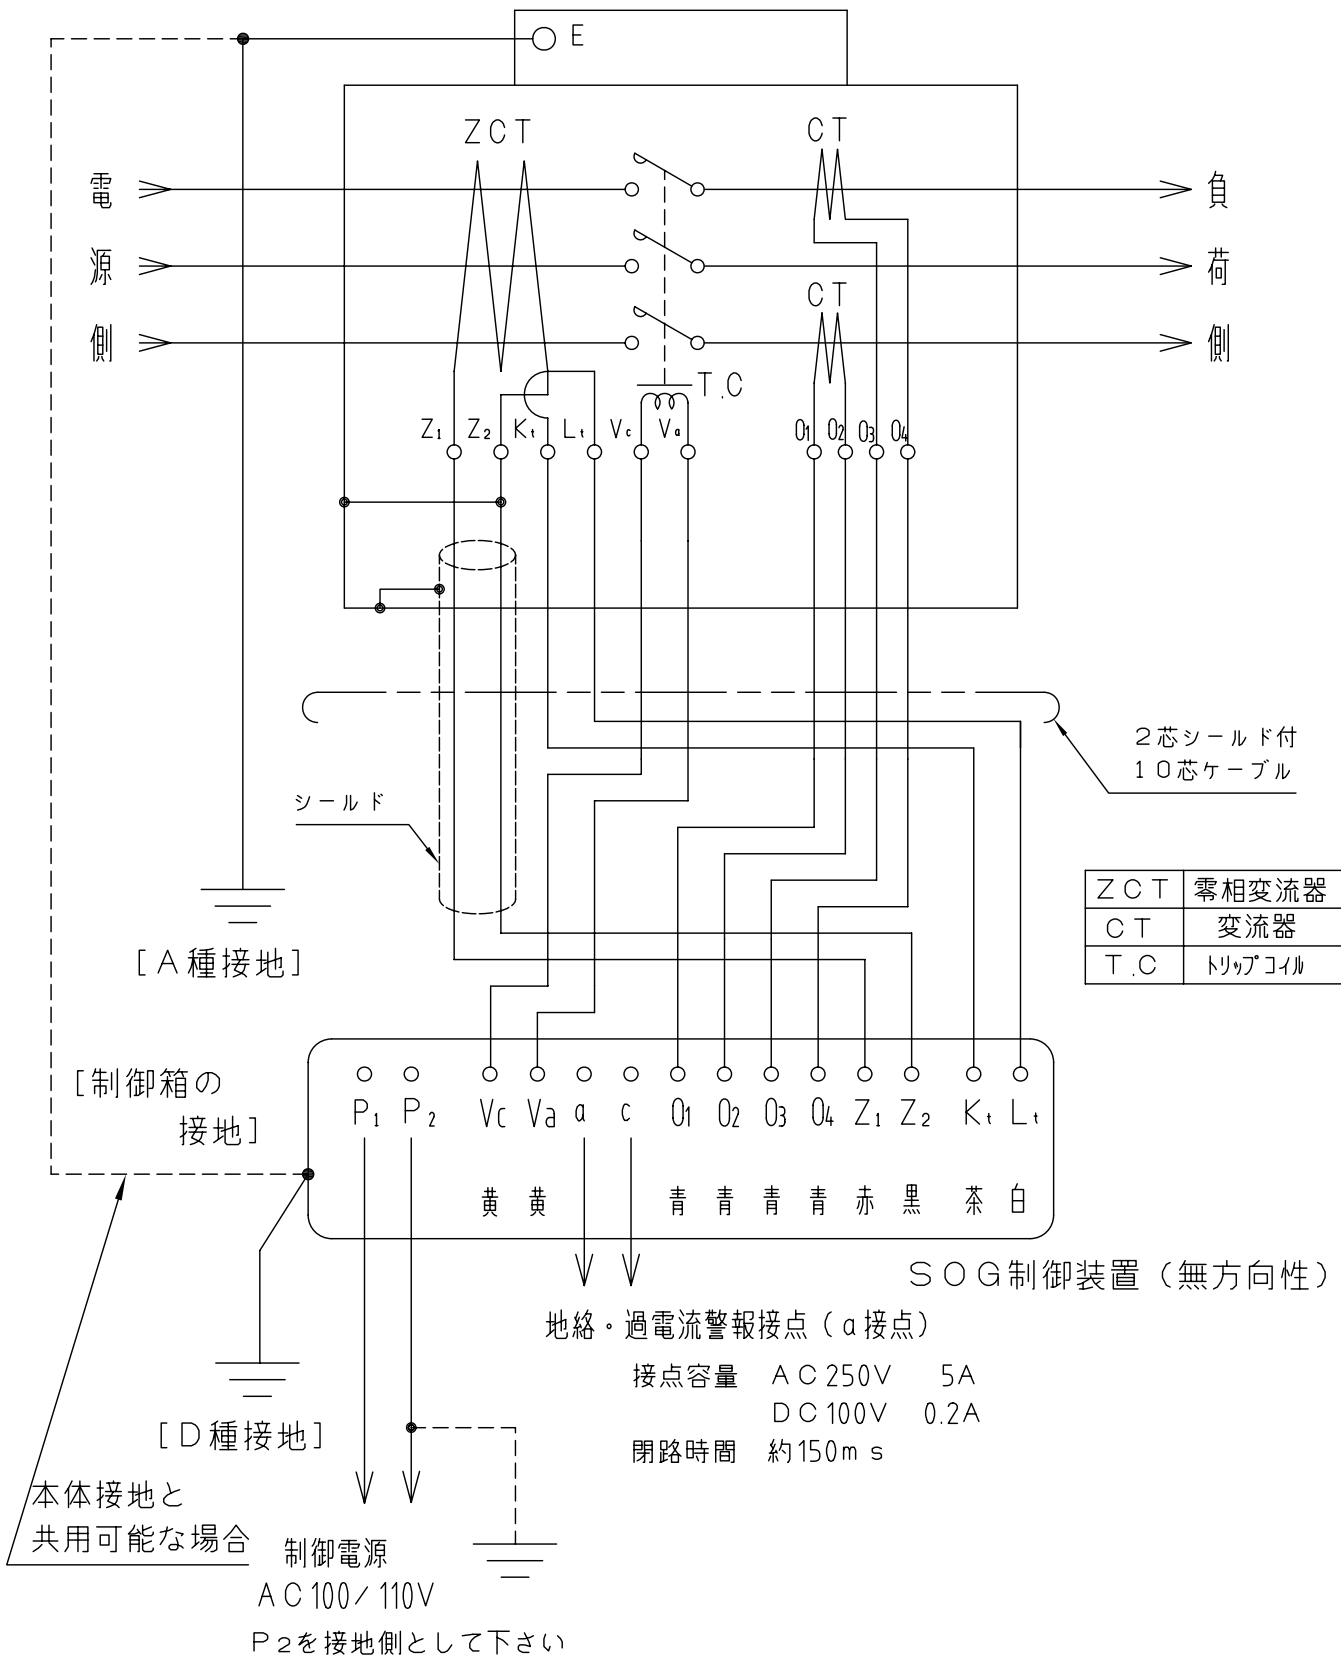 E
ZCT
CT
電
負
源
荷
CT
側
側
T.C
Z1 Z2 Kt Lt Vc Va O1 O2 O3 O4
2芯シールド付
10芯ケーブル
シールド
ZCT 零相変流器
CT 変流器
T.C トリップコイル
[A種接地]
[制御箱の
接地]
P1 P2 Vc Va a c O1 O2 O3 O4 Z1 Z2 Kt Lt
黄 黄 青 青 青 青 赤 黒 茶 白
SOG制御装置(無方向性)
地絡・過電流警報接点(a接点)
接点容量 AC250V 5A
DC100V 0.2A
閉路時間 約150ms
[D種接地]
本体接地と
共用可能な場合
制御電源
AC100/110V
P2を接地側として下さい